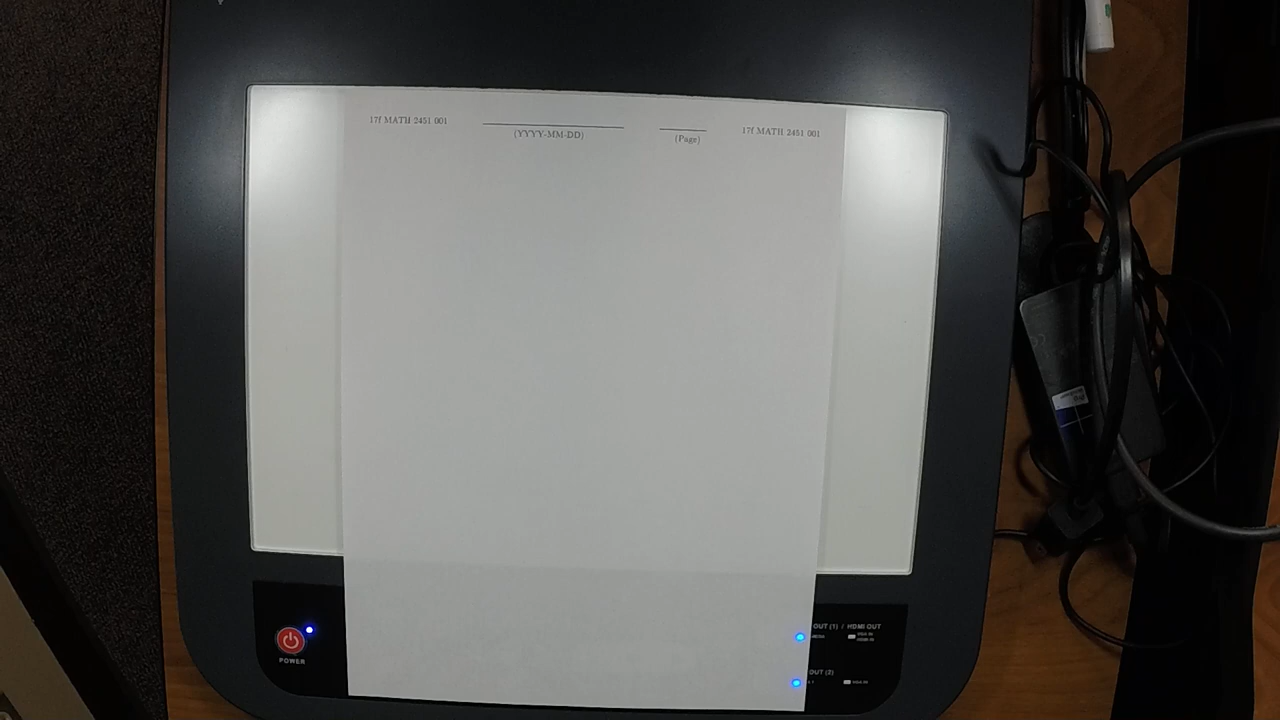 17f MATH 2451 001 (YYYY-MM-DD) (Page) 17f MATH 2451 001
POWER
OUT (1) / HDMI OUT
OUT (2)